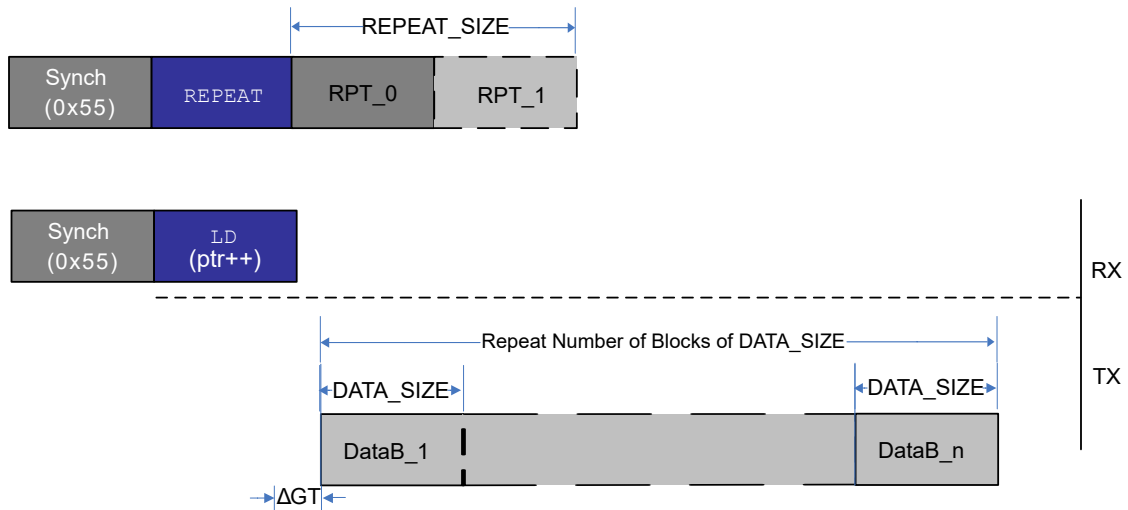 REPEAT_SIZE
Synch
(0x55)
REPEAT
RPT_0
RPT_1
Synch
(0x55)
LD
(ptr++)
RX
Repeat Number of Blocks of DATA_SIZE
TX
DATA_SIZE
DATA_SIZE
DataB_1
DataB_n
ΔGT